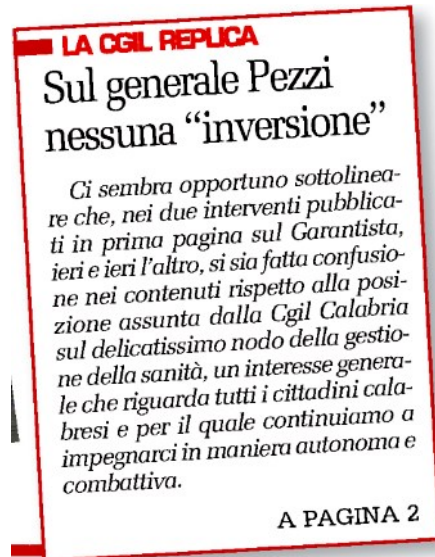 LA CGIL REPLICA
Sul generale Pezzi
nessuna “inversione”
Ci sembra opportuno sottolinea-
re che, nei due interventi pubblica-
ti in prima pagina sul Garantista,
ieri e ieri l’altro, si sia fatta confusio-
ne nei contenuti rispetto alla posi-
zione assunta dalla Cgil Calabria
sul delicatissimo nodo della gestio-
ne della sanità, un interesse genera-
le che riguarda tutti i cittadini cala-
bresi e per il quale continuiamo a
impegnarci in maniera autonoma e
combattiva.
A PAGINA 2